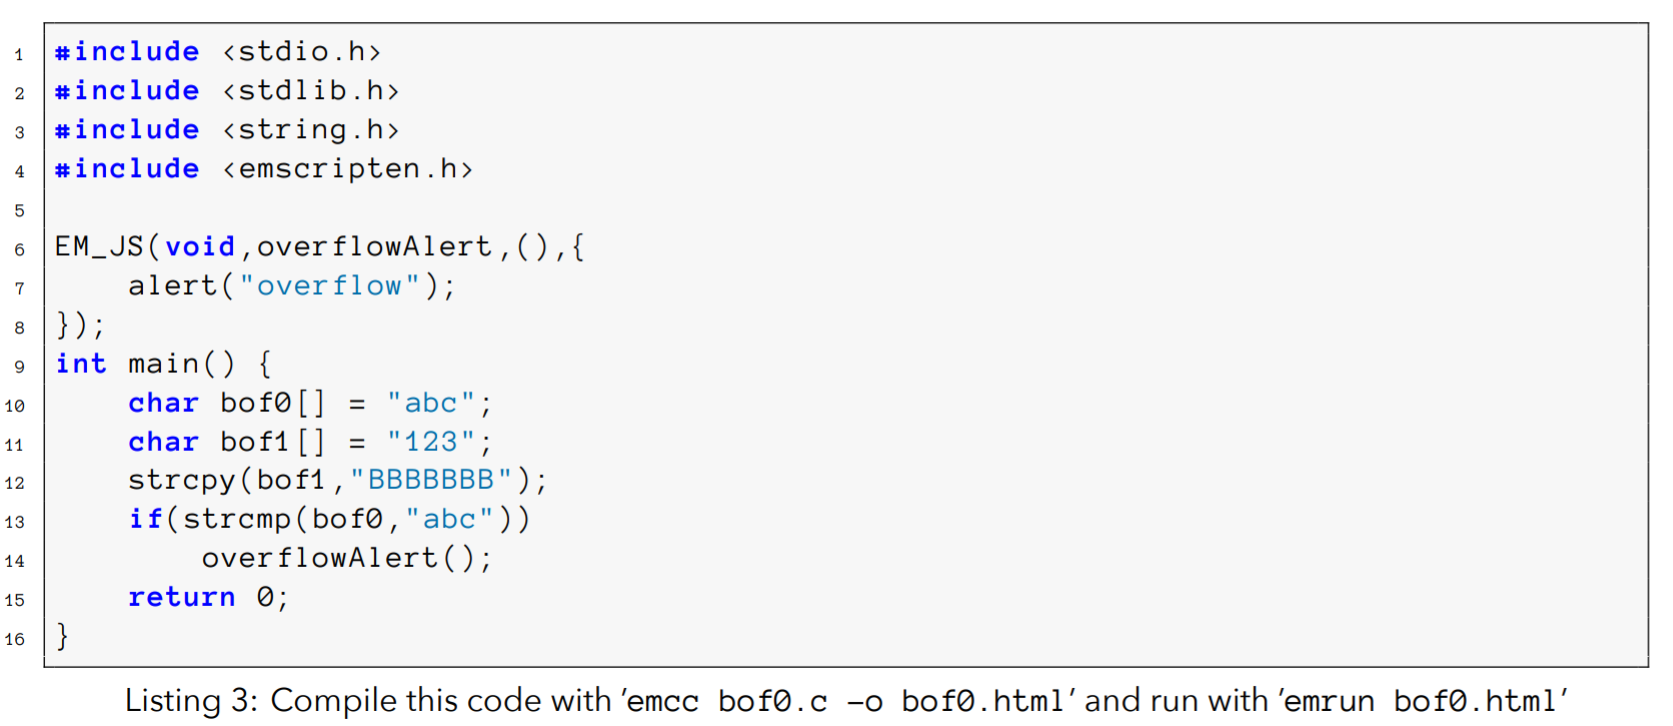 1 #include <stdio.h>
2 #include <stdlib.h>
3 #include <string.h>
4 #include <emscripten.h>
5
6 EM_JS(void,overflowAlert,(),{
7     alert("overflow");
8 });
9 int main() {
10     char bof0[] = "abc";
11     char bof1[] = "123";
12     strcpy(bof1,"BBBBBBB");
13     if(strcmp(bof0,"abc"))
14         overflowAlert();
15     return 0;
16 }
Listing 3: Compile this code with ’emcc bof0.c –o bof0.html’ and run with ’emrun bof0.html’